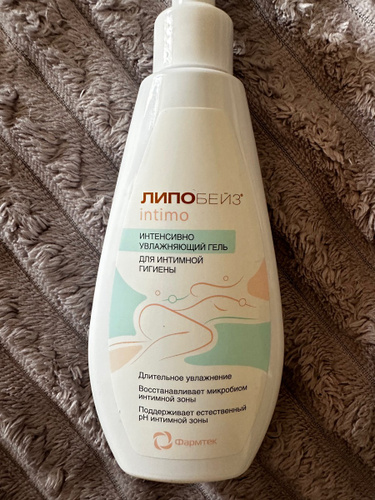 ЛИПОБЕЙЗ®
intimo
ИНТЕНСИВНО
УВЛАЖНЯЮЩИЙ ГЕЛЬ
ДЛЯ ИНТИМНОЙ
ГИГИЕНЫ
Длительное увлажнение
Восстанавливает микробиом
интимной зоны
Поддерживает естественный
pH интимной зоны
Фармтек